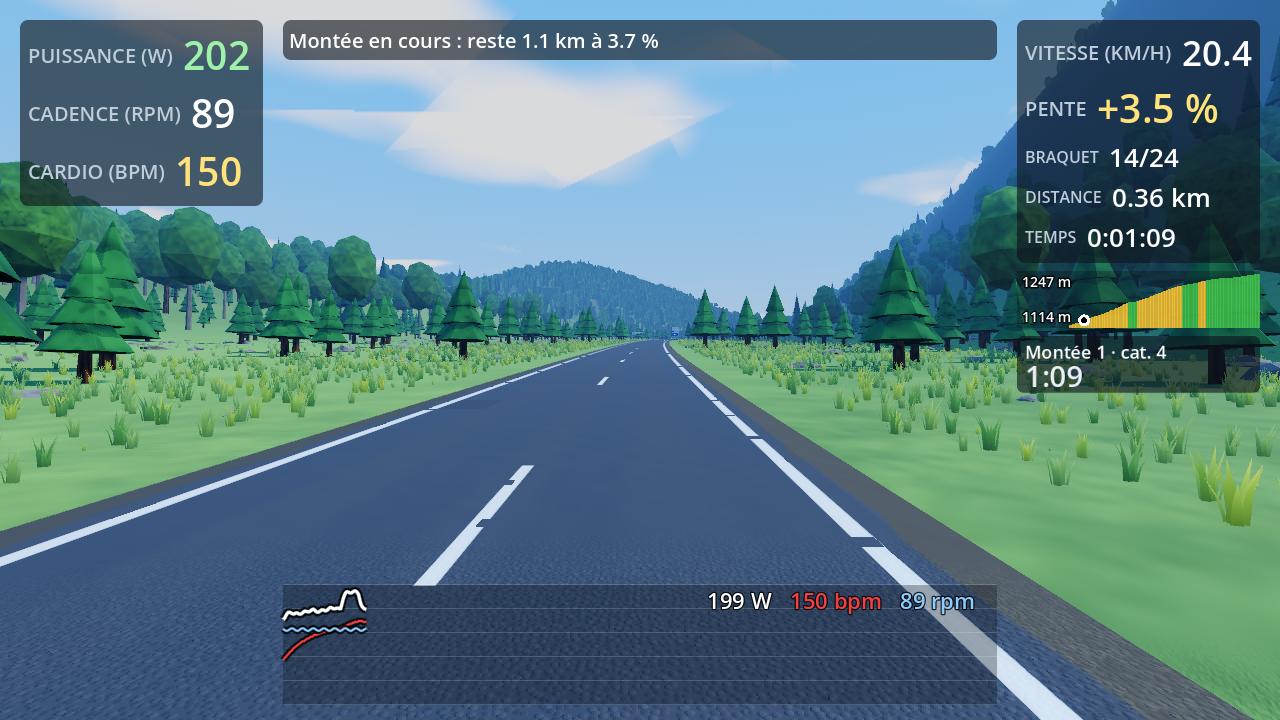 PUISSANCE (W) 202
CADENCE (RPM) 89
CARDIO (BPM) 150
Montée en cours : reste 1.1 km à 3.7 %
VITESSE (KM/H) 20.4
PENTE +3.5 %
BRAQUET 14/24
DISTANCE 0.36 km
TEMPS 0:01:09
1247 m
1114 m
Montée 1 · cat. 4
1:09
199 W 150 bpm 89 rpm